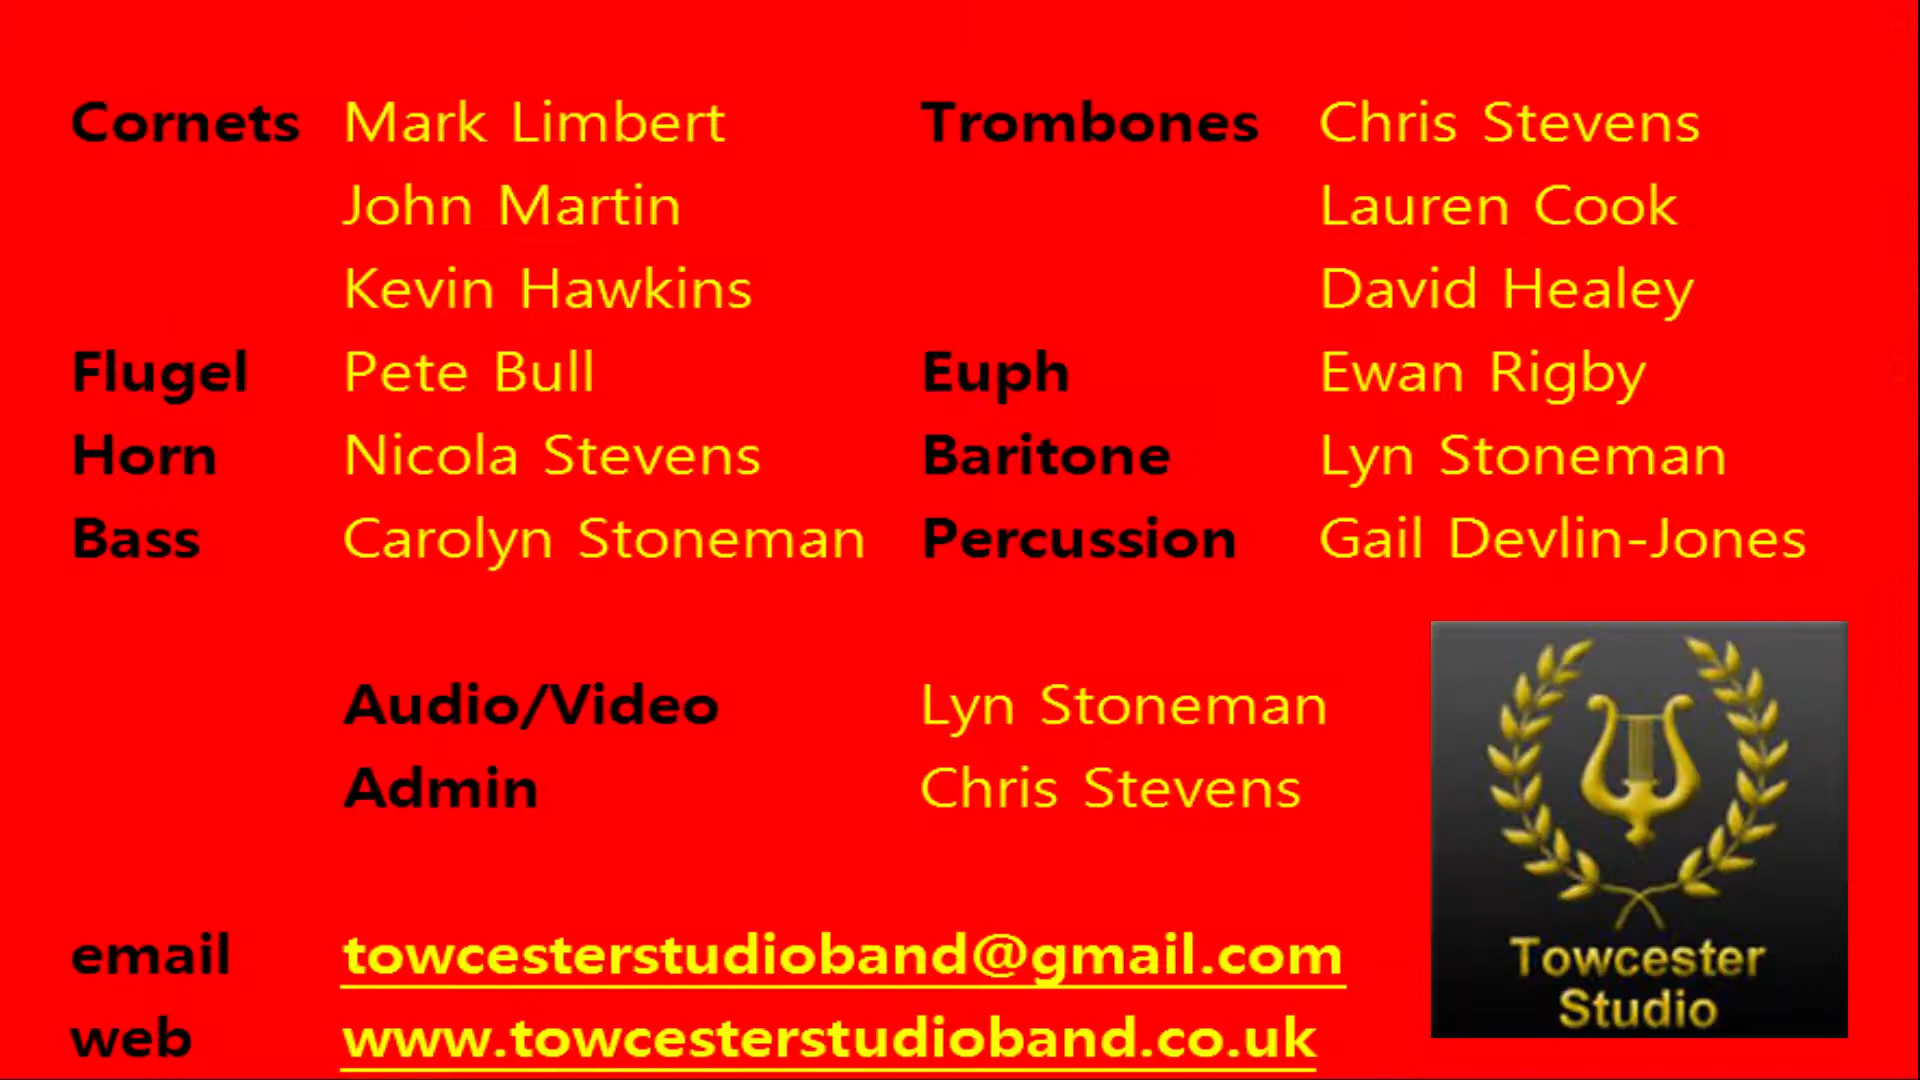 Cornets Mark Limbert Trombones Chris Stevens
John Martin Lauren Cook
Kevin Hawkins David Healey
Flugel Pete Bull Euph Ewan Rigby
Horn Nicola Stevens Baritone Lyn Stoneman
Bass Carolyn Stoneman Percussion Gail Devlin-Jones
Audio/Video Lyn Stoneman
Admin Chris Stevens
email towcesterstudioband@gmail.com
web www.towcesterstudioband.co.uk
Towcester
Studio